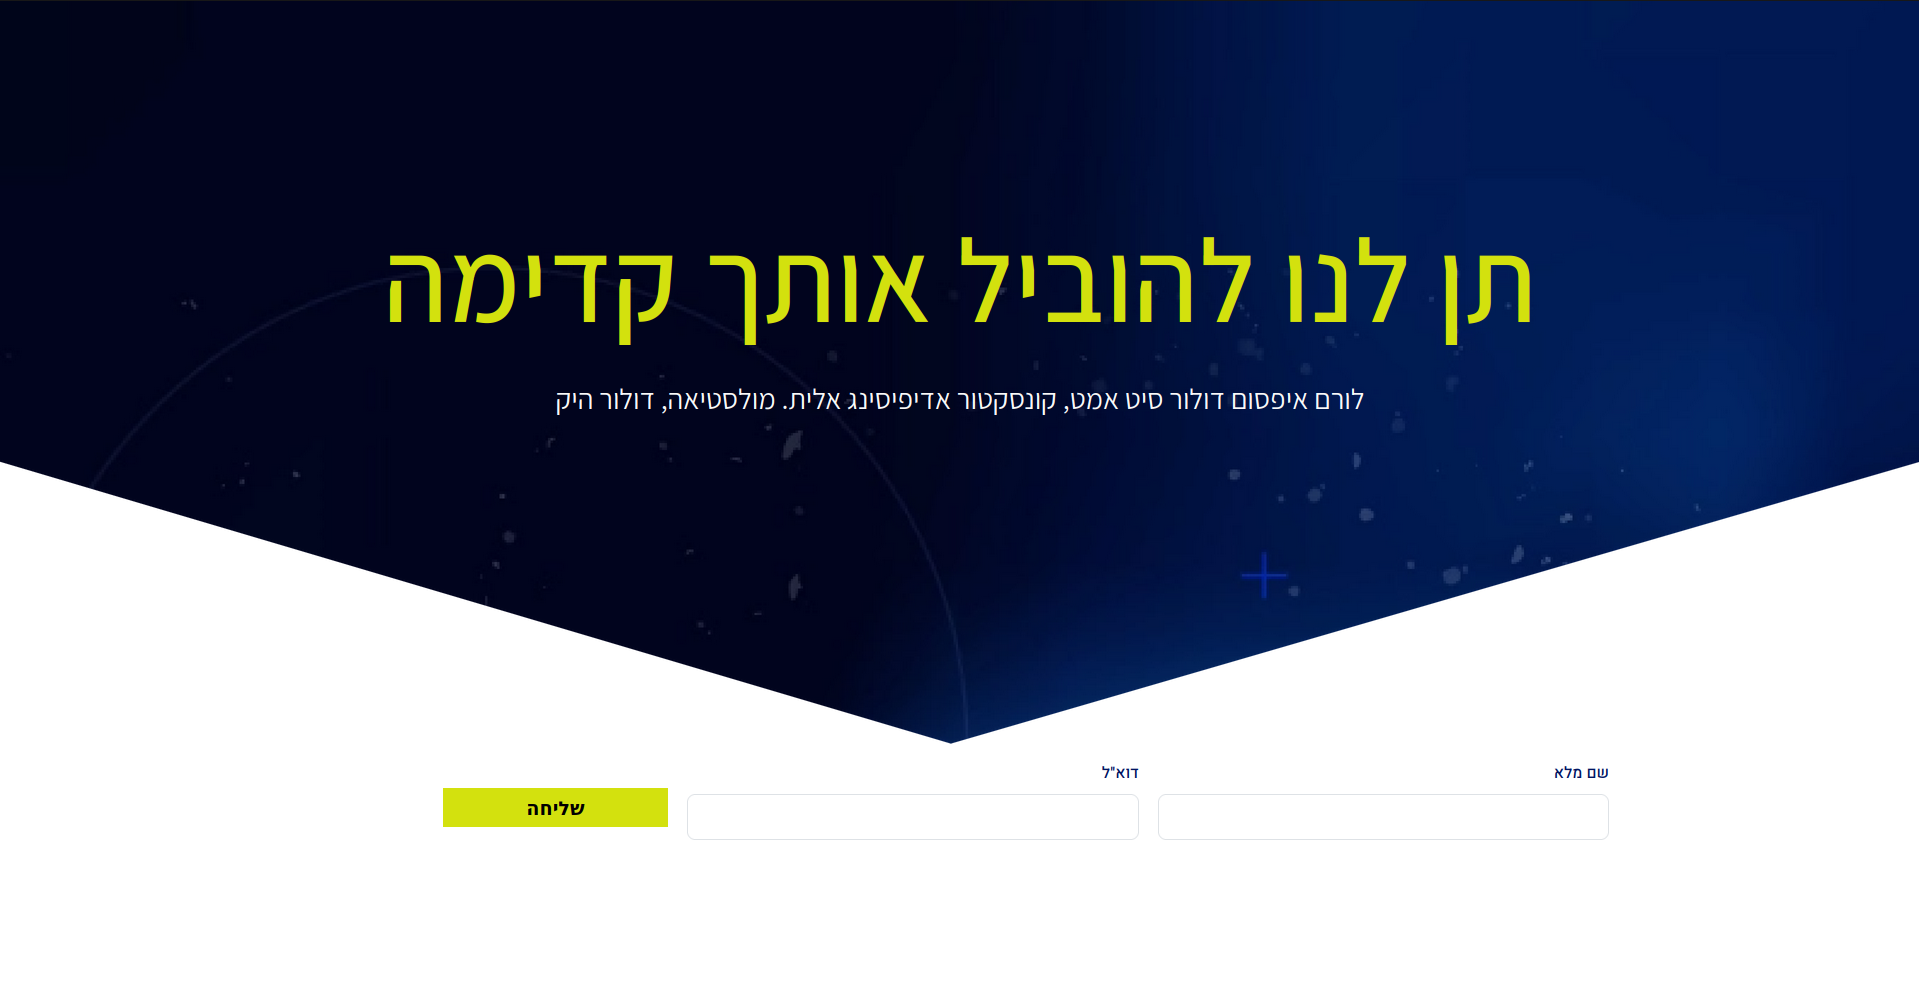 תן לנו להוביל אותך קדימה
לורם איפסום דולור סיט אמט, קונסקטור אדיפיסינג אלית. מולסטיאה, דולור היק
שם מלא
דוא"ל
שליחה